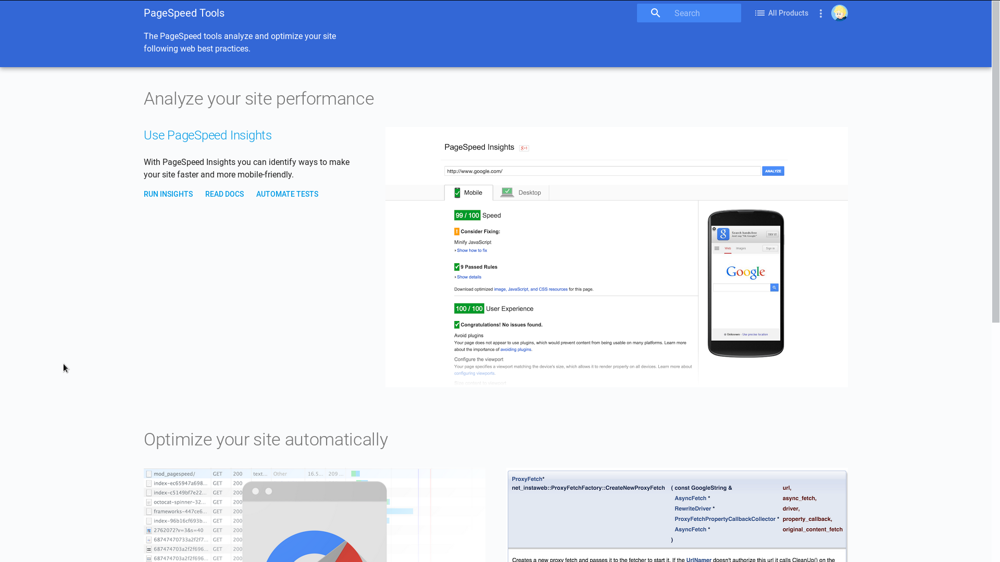 PageSpeed Tools
Search
All Products
The PageSpeed tools analyze and optimize your site
following web best practices.
Analyze your site performance
Use PageSpeed Insights
With PageSpeed Insights you can identify ways to make
your site faster and more mobile-friendly.
RUN INSIGHTS READ DOCS AUTOMATE TESTS
PageSpeed Insights g+1
http://www.google.com/ ANALYZE
Mobile Desktop
99 / 100 Speed
! Consider Fixing:
Minify JavaScript
Show how to fix
9 Passed Rules
Show details
Download optimized image, JavaScript, and CSS resources for this page.
100 / 100 User Experience
Congratulations! No issues found.
Avoid plugins
Your page does not appear to use plugins, which would prevent content from being usable on many platforms. Learn more
about the importance of avoiding plugins.
Configure the viewport
Your page specifies a viewport matching the device's size, which allows it to render properly on all devices. Learn more about
configuring viewports.
Size content to viewport
g Search hands-free TRY IT
Just say "Ok Google"
Web Images Sign in
Google
Unknown - Use precise location
Optimize your site automatically
mod_pagespeed/ GET 200 text... Other 16.5... 209 ...
index-ec65947a698... GET 200
index-c5149bf7e22... GET 200
octocat-spinner-32... GET 200
frameworks-447ce6... GET 200
index-96b16cf693b... GET 200
2762072?v=3&s=40 GET 200
68747470733a2f2f7... GET 200
687474703a2f2f696... GET 200
687474703a2f2f696... GET 200
ProxyFetch*
net_instaweb::ProxyFetchFactory::CreateNewProxyFetch ( const GoogleString & url,
AsyncFetch * async_fetch,
RewriteDriver * driver,
ProxyFetchPropertyCallbackCollector * property_callback,
AsyncFetch * original_content_fetch
)
Creates a new proxy fetch and passes it to the fetcher to start it. If the UrlNamer doesn't authorize this url it calls CleanUp() on the